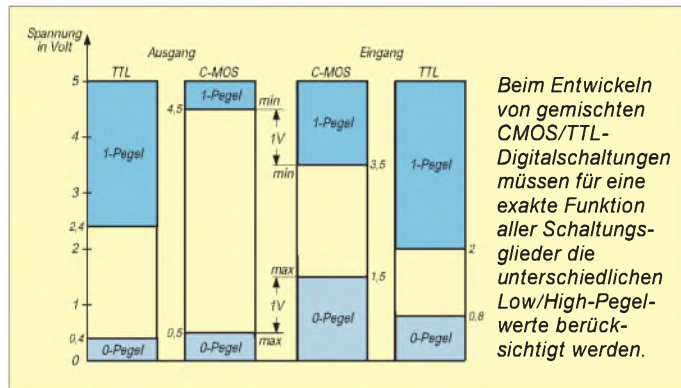 Spannung
in Volt
Ausgang
Eingang
TTL
C-MOS
C-MOS
TTL
5
4
3
2,4
2
1
0,4
0
1-Pegel
0-Pegel
4,5
0,5
1-Pegel
0-Pegel
min
1V
min
max
1V
max
1-Pegel
0-Pegel
3,5
1,5
1-Pegel
0-Pegel
2
0,8
Beim Entwickeln
von gemischten
CMOS/TTL-
Digitalschaltungen
müssen für eine
exakte Funktion
aller Schaltungs-
glieder die
unterschiedlichen
Low/High-Pegel-
werte berück-
sichtigt werden.